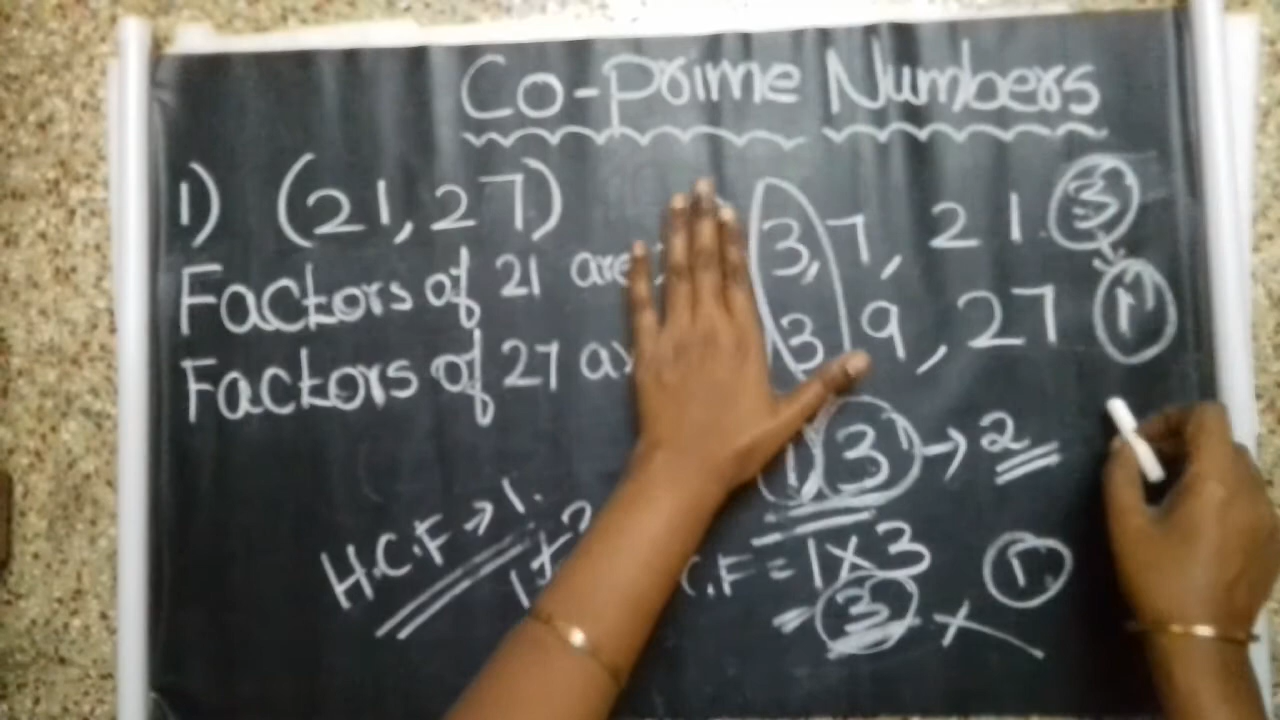 Co-Prime Numbers
1) (21, 27)
Factors of 21 are: 3, 7, 21 3
Factors of 27 3 9, 27 1
1, 3 → 2
H.C.F → 1.
C.F = 1 x 3
= 3 x 1